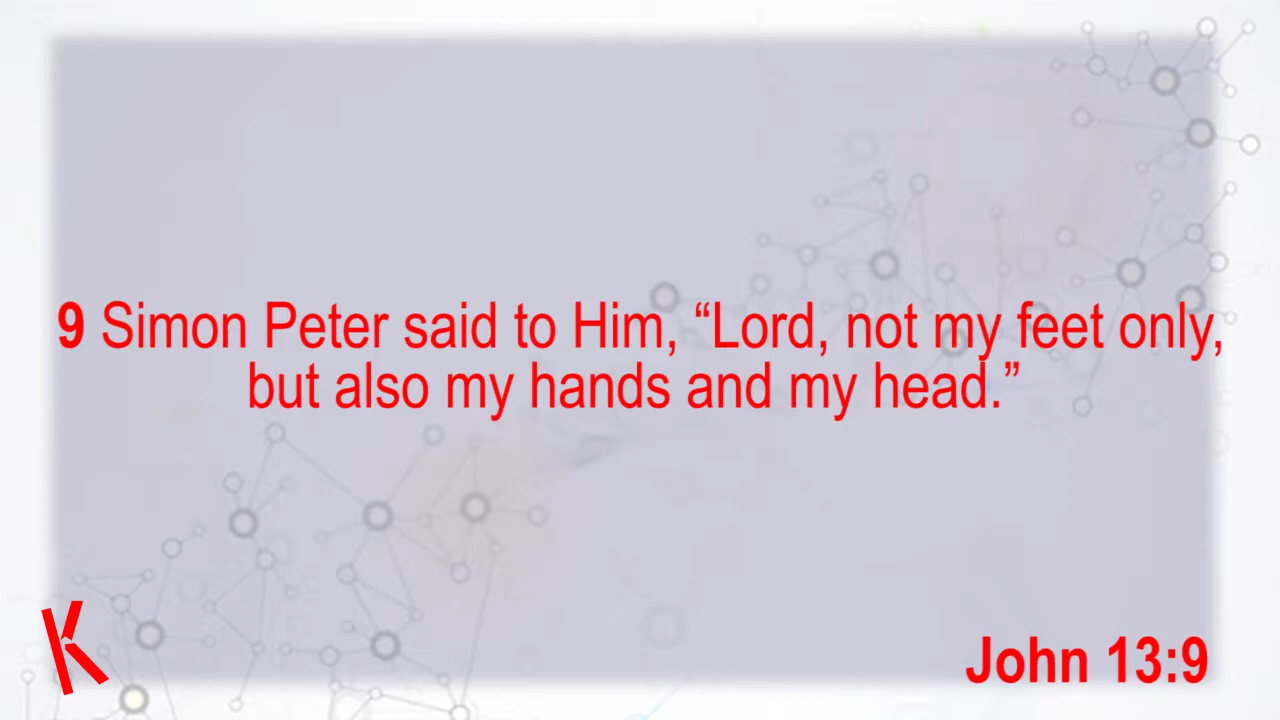 9 Simon Peter said to Him, “Lord, not my feet only,
but also my hands and my head.”
K
John 13:9